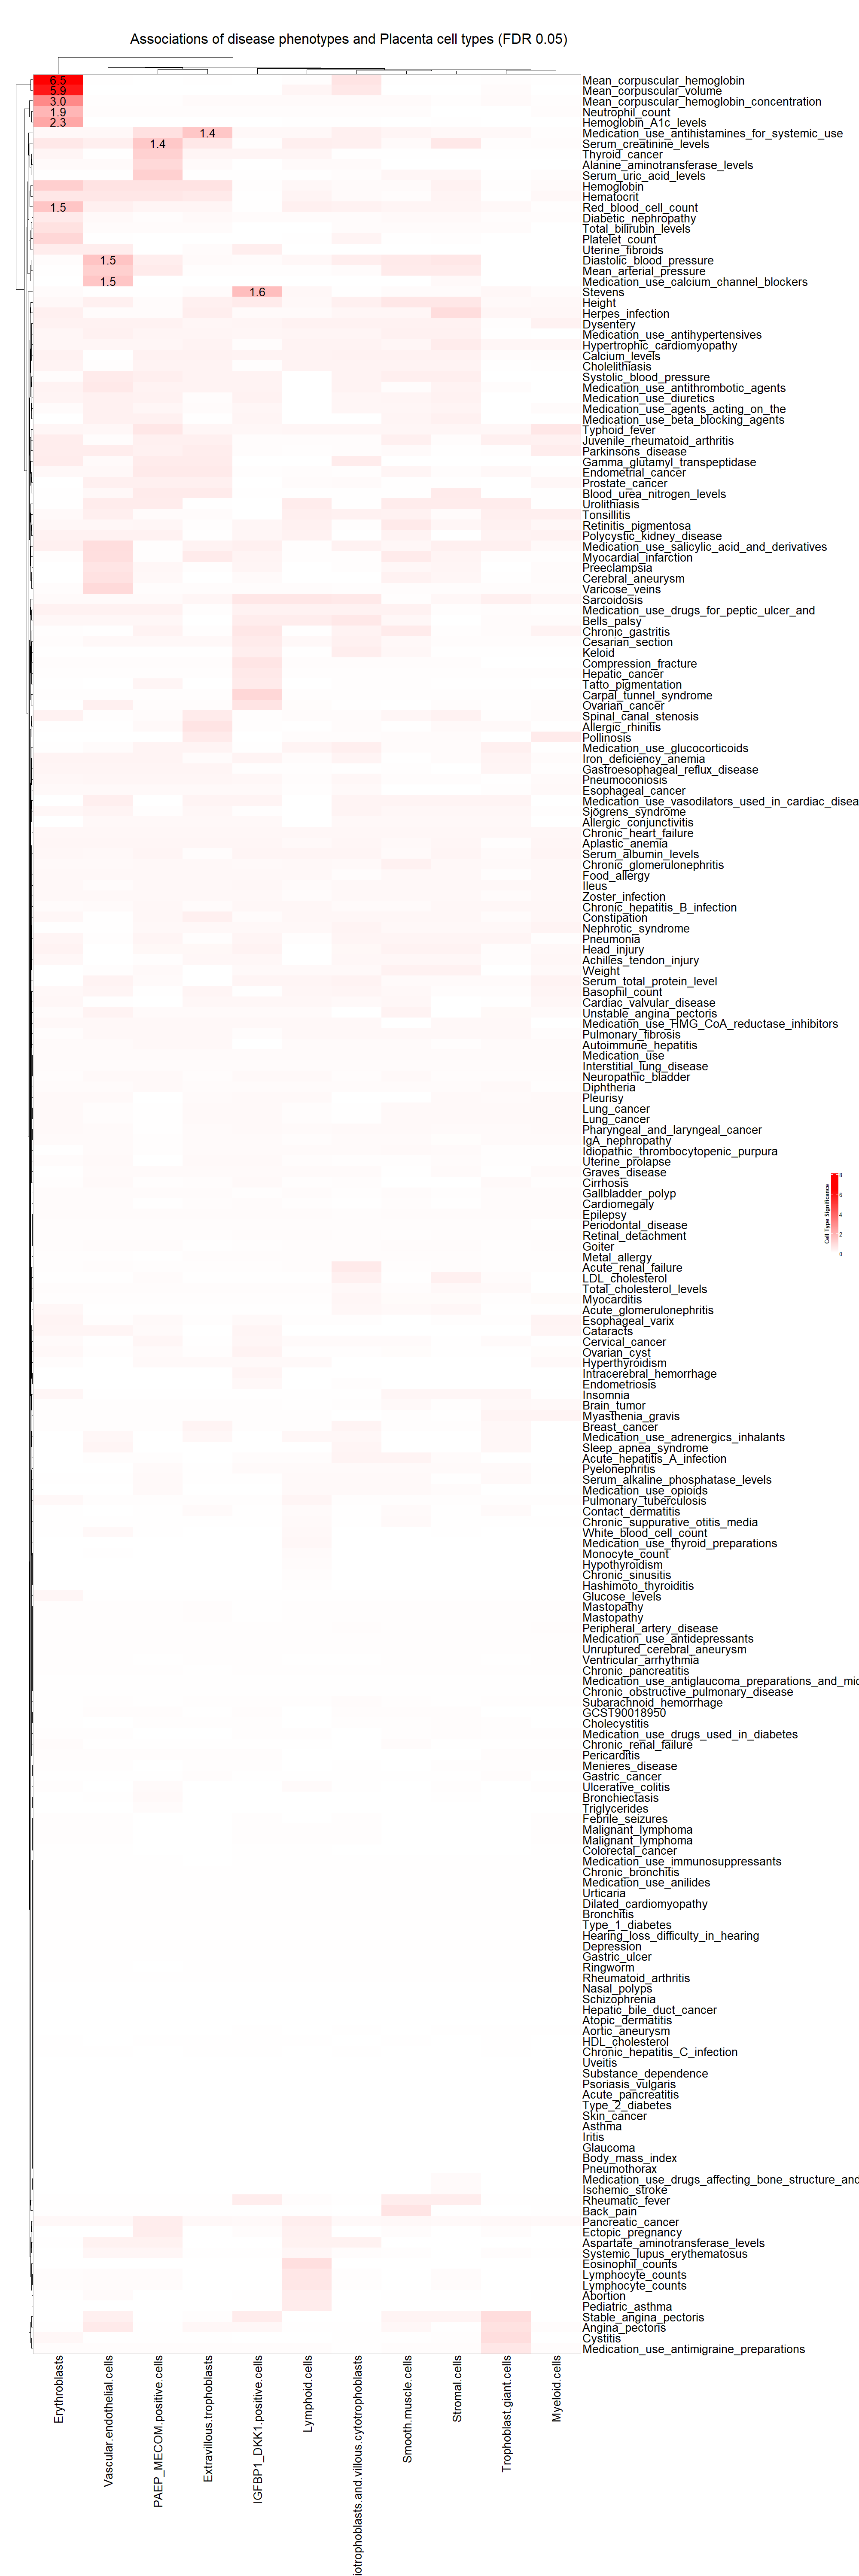 Associations of disease phenotypes and Placenta cell types (FDR 0.05)
6.5 Mean_corpuscular_hemoglobin
5.9 Mean_corpuscular_volume
3.0 Mean_corpuscular_hemoglobin_concentration
1.9 Neutrophil_count
2.3 Hemoglobin_A1c_levels
1.4 Medication_use_antihistamines_for_systemic_use
1.4 Serum_creatinine_levels
Thyroid_cancer
Alanine_aminotransferase_levels
Serum_uric_acid_levels
Hemoglobin
Hematocrit
1.5 Red_blood_cell_count
Diabetic_nephropathy
Total_bilirubin_levels
Platelet_count
Uterine_fibroids
1.5 Diastolic_blood_pressure
Mean_arterial_pressure
1.5 Medication_use_calcium_channel_blockers
1.6 Stevens
Height
Herpes_infection
Dysentery
Medication_use_antihypertensives
Hypertrophic_cardiomyopathy
Calcium_levels
Cholelithiasis
Systolic_blood_pressure
Medication_use_antithrombotic_agents
Medication_use_diuretics
Medication_use_agents_acting_on_the
Medication_use_beta_blocking_agents
Typhoid_fever
Juvenile_rheumatoid_arthritis
Parkinsons_disease
Gamma_glutamyl_transpeptidase
Endometrial_cancer
Prostate_cancer
Blood_urea_nitrogen_levels
Urolithiasis
Tonsillitis
Retinitis_pigmentosa
Polycystic_kidney_disease
Medication_use_salicylic_acid_and_derivatives
Myocardial_infarction
Preeclampsia
Cerebral_aneurysm
Varicose_veins
Sarcoidosis
Medication_use_drugs_for_peptic_ulcer_and
Bells_palsy
Chronic_gastritis
Cesarian_section
Keloid
Compression_fracture
Hepatic_cancer
Tatto_pigmentation
Carpal_tunnel_syndrome
Ovarian_cancer
Spinal_canal_stenosis
Allergic_rhinitis
Pollinosis
Medication_use_glucocorticoids
Iron_deficiency_anemia
Gastroesophageal_reflux_disease
Pneumoconiosis
Esophageal_cancer
Medication_use_vasodilators_used_in_cardiac_disea
Sjögrens_syndrome
Allergic_conjunctivitis
Chronic_heart_failure
Aplastic_anemia
Serum_albumin_levels
Chronic_glomerulonephritis
Food_allergy
Ileus
Zoster_infection
Chronic_hepatitis_B_infection
Constipation
Nephrotic_syndrome
Pneumonia
Head_injury
Achilles_tendon_injury
Weight
Serum_total_protein_level
Basophil_count
Cardiac_valvular_disease
Unstable_angina_pectoris
Medication_use_HMG_CoA_reductase_inhibitors
Pulmonary_fibrosis
Autoimmune_hepatitis
Medication_use
Interstitial_lung_disease
Neuropathic_bladder
Diphtheria
Pleurisy
Lung_cancer
Lung_cancer
Pharyngeal_and_laryngeal_cancer
IgA_nephropathy
Idiopathic_thrombocytopenic_purpura
Uterine_prolapse
Graves_disease
Cirrhosis
Gallbladder_polyp
Cardiomegaly
Epilepsy
Periodontal_disease
Retinal_detachment
Goiter
Metal_allergy
Acute_renal_failure
LDL_cholesterol
Total_cholesterol_levels
Myocarditis
Acute_glomerulonephritis
Esophageal_varix
Cataracts
Cervical_cancer
Ovarian_cyst
Hyperthyroidism
Intracerebral_hemorrhage
Endometriosis
Insomnia
Brain_tumor
Myasthenia_gravis
Breast_cancer
Medication_use_adrenergics_inhalants
Sleep_apnea_syndrome
Acute_hepatitis_A_infection
Pyelonephritis
Serum_alkaline_phosphatase_levels
Medication_use_opioids
Pulmonary_tuberculosis
Contact_dermatitis
Chronic_suppurative_otitis_media
White_blood_cell_count
Medication_use_thyroid_preparations
Monocyte_count
Hypothyroidism
Chronic_sinusitis
Hashimoto_thyroiditis
Glucose_levels
Mastopathy
Mastopathy
Peripheral_artery_disease
Medication_use_antidepressants
Unruptured_cerebral_aneurysm
Ventricular_arrhythmia
Chronic_pancreatitis
Medication_use_antiglaucoma_preparations_and_mio
Chronic_obstructive_pulmonary_disease
Subarachnoid_hemorrhage
GCST90018950
Cholecystitis
Medication_use_drugs_used_in_diabetes
Chronic_renal_failure
Pericarditis
Menieres_disease
Gastric_cancer
Ulcerative_colitis
Bronchiectasis
Triglycerides
Febrile_seizures
Malignant_lymphoma
Malignant_lymphoma
Colorectal_cancer
Medication_use_immunosuppressants
Chronic_bronchitis
Medication_use_anilides
Urticaria
Dilated_cardiomyopathy
Bronchitis
Type_1_diabetes
Hearing_loss_difficulty_in_hearing
Depression
Gastric_ulcer
Ringworm
Rheumatoid_arthritis
Nasal_polyps
Schizophrenia
Hepatic_bile_duct_cancer
Atopic_dermatitis
Aortic_aneurysm
HDL_cholesterol
Chronic_hepatitis_C_infection
Uveitis
Substance_dependence
Psoriasis_vulgaris
Acute_pancreatitis
Type_2_diabetes
Skin_cancer
Asthma
Iritis
Glaucoma
Body_mass_index
Pneumothorax
Medication_use_drugs_affecting_bone_structure_and
Ischemic_stroke
Rheumatic_fever
Back_pain
Pancreatic_cancer
Ectopic_pregnancy
Aspartate_aminotransferase_levels
Systemic_lupus_erythematosus
Eosinophil_counts
Lymphocyte_counts
Lymphocyte_counts
Abortion
Pediatric_asthma
Stable_angina_pectoris
Angina_pectoris
Cystitis
Medication_use_antimigraine_preparations
Cell Type Significance
8
6
4
2
0
Erythroblasts
Vascular.endothelial.cells
PAEP_MECOM.positive.cells
Extravillous.trophoblasts
IGFBP1_DKK1.positive.cells
Lymphoid.cells
iotrophoblasts.and.villous.cytotrophoblasts
Smooth.muscle.cells
Stromal.cells
Trophoblast.giant.cells
Myeloid.cells